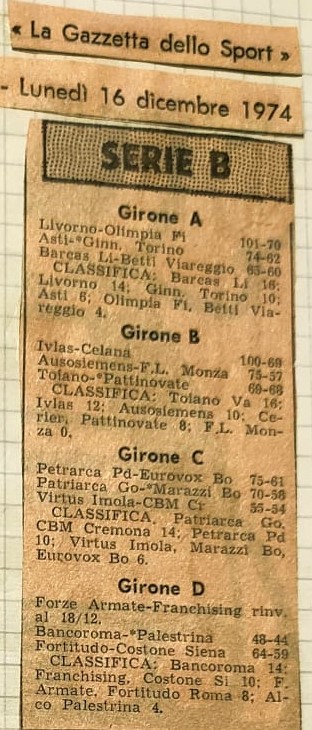 « La Gazzetta dello Sport »
- Lunedì 16 dicembre 1974
SERIE B
Girone A
Livorno-Olimpia Fi 101-70
Asti-*Ginn. Torino 74-62
Barcas Li-Betti Viareggio 65-60
CLASSIFICA: Barcas Li 16;
Livorno 14; Ginn. Torino 10;
Asti 6; Olimpia Fi, Betti Via-
reggio 4.
Girone B
Ivlas-Celana 100-69
Ausosiemens-F.L. Monza 75-57
Toiano-*Pattinovate 69-68
CLASSIFICA: Toiano Va 16;
Ivlas 12; Ausosiemens 10; Ce-
rier, Pattinovate 8; F.L. Mon-
za 0.
Girone C
Petrarca Pd-Eurovox Bo 75-61
Patriarca Go-*Marazzi Bo 70-58
Virtus Imola-CBM Cr 55-54
CLASSIFICA. Patriarca Go,
CBM Cremona 14; Petrarca Pd
10; Virtus Imola, Marazzi Bo,
Eurovox Bo 6.
Girone D
Forze Armate-Franchising rinv.
al 18/12.
Bancoroma-*Palestrina 48-44
Fortitudo-Costone Siena 64-59
CLASSIFICA: Bancoroma 14;
Franchising, Costone Si 10; F.
Armate, Fortitudo Roma 8; Al-
co Palestrina 4.